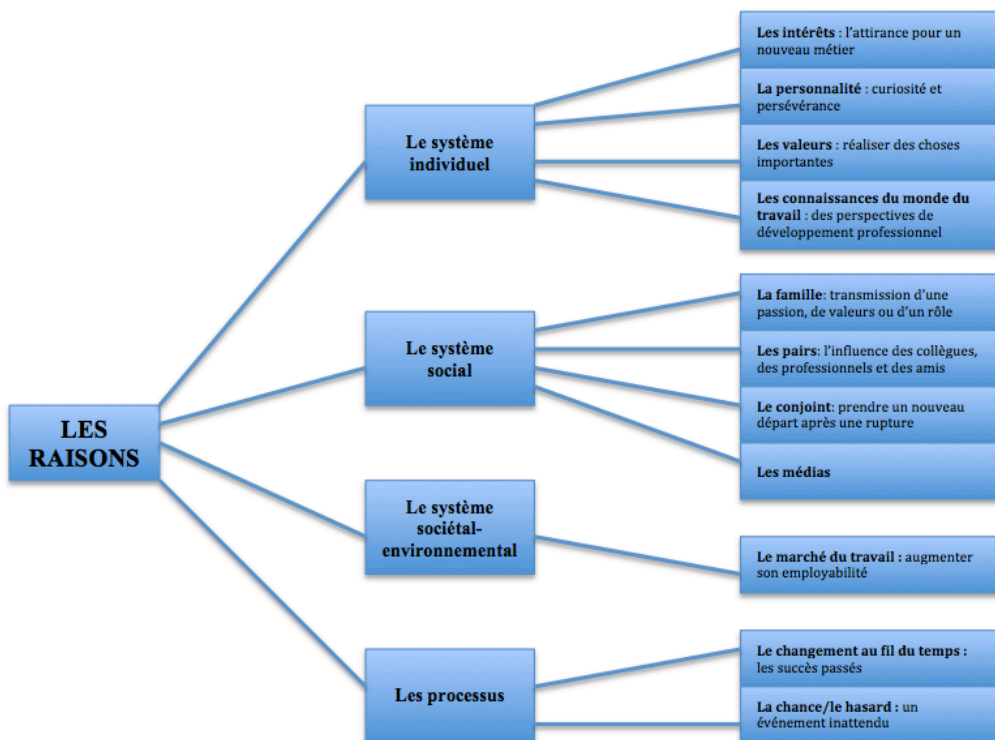 LES
RAISONS
Le système
individuel
Les intérêts : l'attirance pour un
nouveau métier
La personnalité : curiosité et
persévérance
Les valeurs : réaliser des choses
importantes
Les connaissances du monde du
travail : des perspectives de
développement professionnel
Le système
social
La famille: transmission d'une
passion, de valeurs ou d'un rôle
Les pairs: l'influence des collègues,
des professionnels et des amis
Le conjoint: prendre un nouveau
départ après une rupture
Les médias
Le système
sociétal-
environnemental
Le marché du travail : augmenter
son employabilité
Les processus
Le changement au fil du temps :
les succès passés
La chance/le hasard : un
événement inattendu